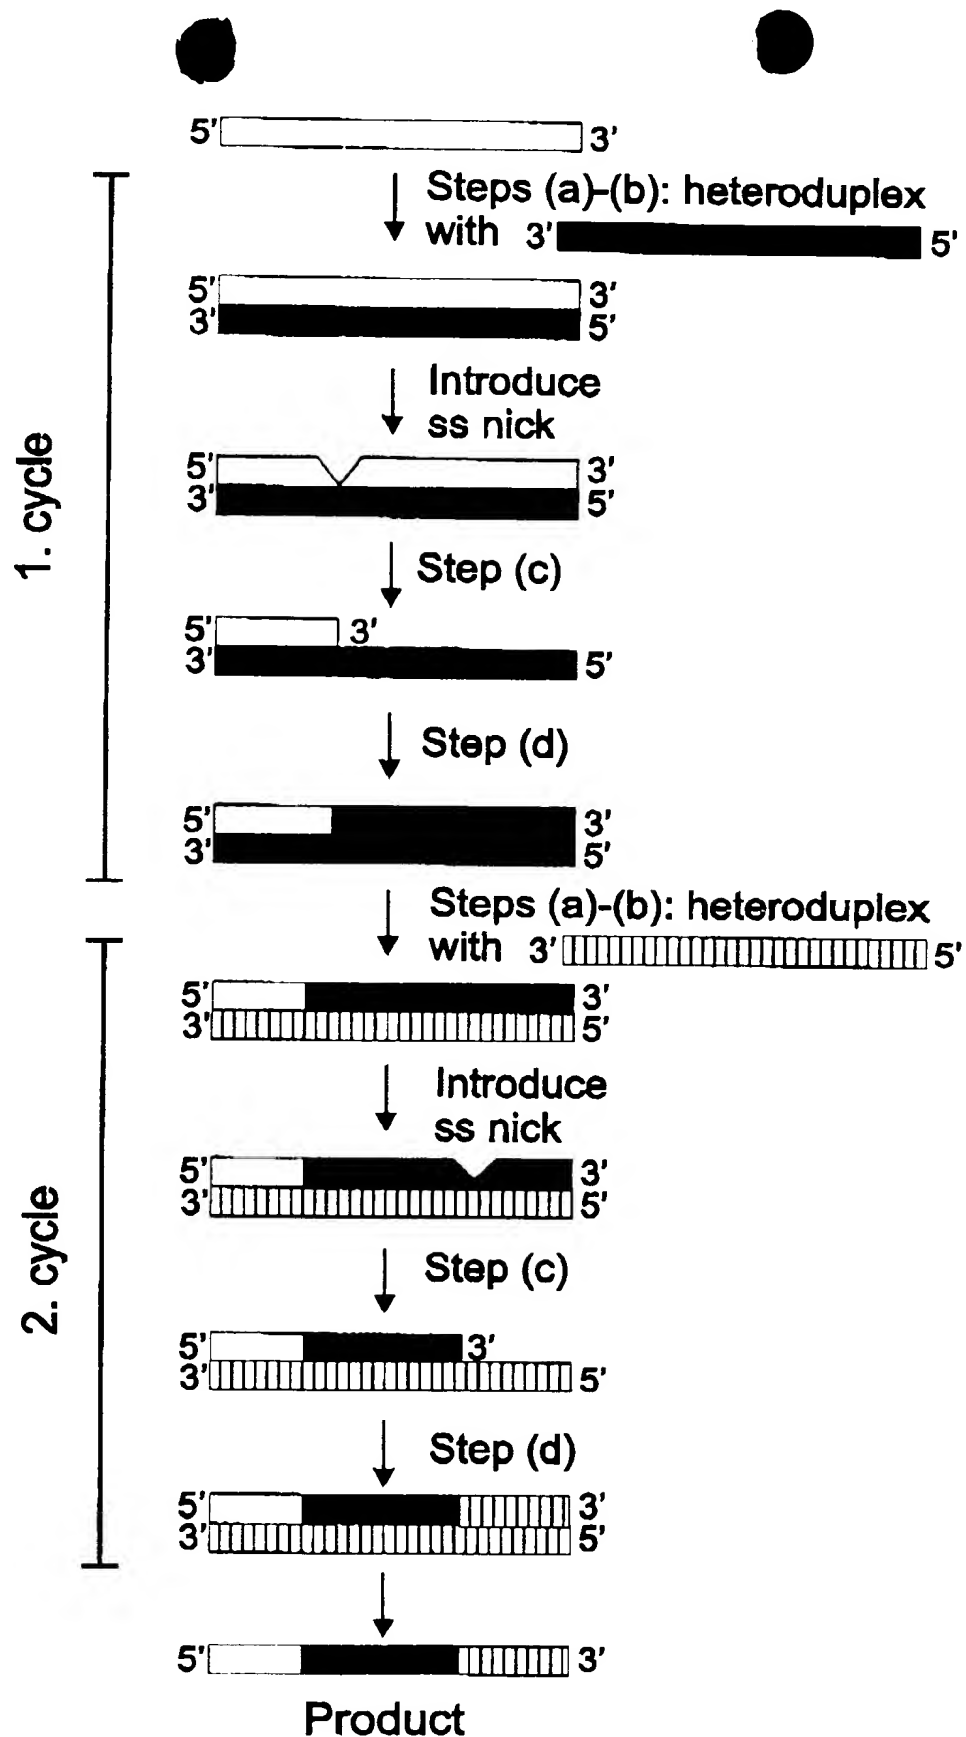 5' 3'
Steps (a)-(b): heteroduplex
with 3' 5'
5' 3'
3' 5'
Introduce
ss nick
5' 3'
3' 5'
1. cycle
Step (c)
5' 3'
3' 5'
Step (d)
5' 3'
3' 5'
Steps (a)-(b): heteroduplex
with 3' 5'
5' 3'
3' 5'
Introduce
ss nick
5' 3'
3' 5'
2. cycle
Step (c)
5' 3'
3' 5'
Step (d)
5' 3'
3' 5'
5' 3'
Product